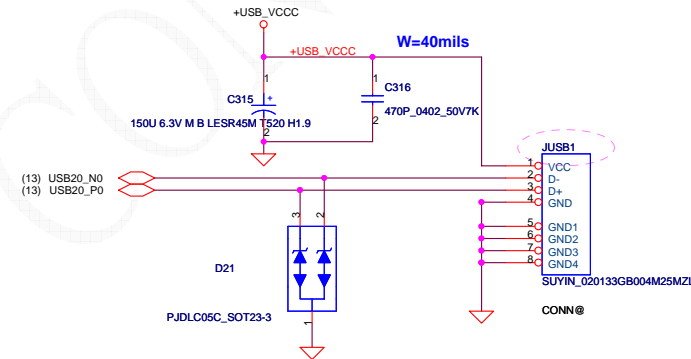 +USB_VCCC
+USB_VCCC
W=40mils
1
C315
+
150U 6.3V M B LESR45M T520 H1.9
2
1
C316
470P_0402_50V7K
2
JUSB1
1 VCC
2 D-
3 D+
4 GND
5 GND1
6 GND2
7 GND3
8 GND4
SUYIN_020133GB004M25MZL
CONN@
(13) USB20_N0
(13) USB20_P0
3
2
D21
PJDLC05C_SOT23-3
1